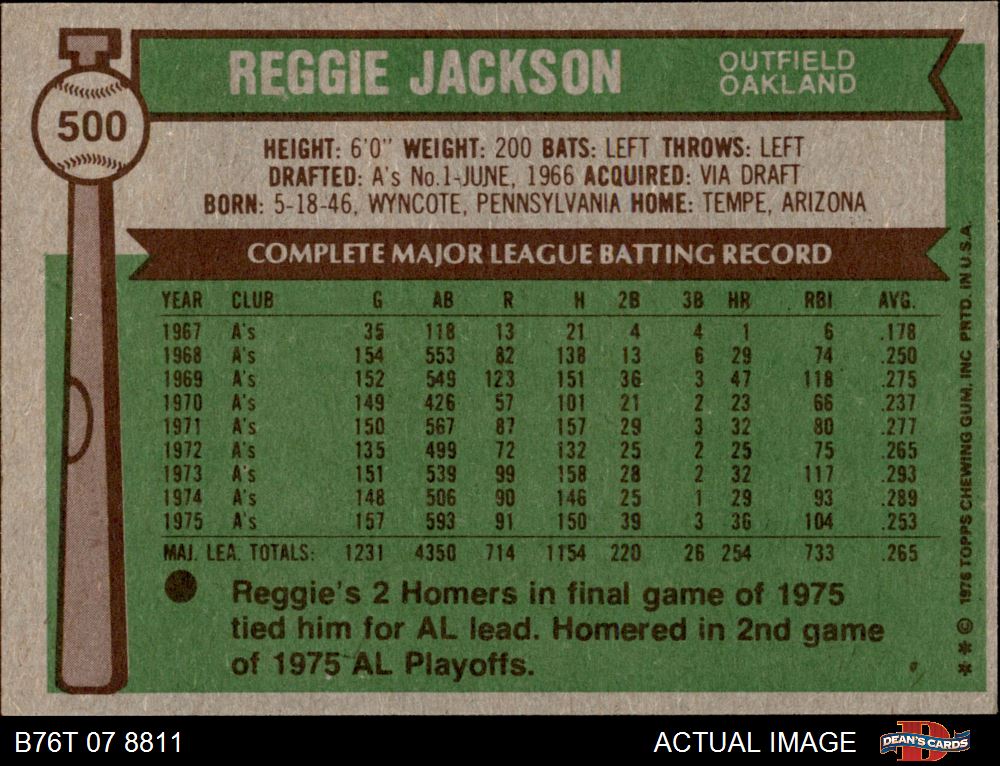 500
REGGIE JACKSON
OUTFIELD
OAKLAND
HEIGHT: 6'0" WEIGHT: 200 BATS: LEFT THROWS: LEFT
DRAFTED: A's No.1-JUNE, 1966 ACQUIRED: VIA DRAFT
BORN: 5-18-46, WYNCOTE, PENNSYLVANIA HOME: TEMPE, ARIZONA
COMPLETE MAJOR LEAGUE BATTING RECORD
YEAR CLUB G AB R H 2B 3B HR RBI AVG.
1967 A's 35 118 13 21 4 4 1 6 .178
1968 A's 154 553 82 138 13 6 29 74 .250
1969 A's 152 549 123 151 36 3 47 118 .275
1970 A's 149 426 57 101 21 2 23 66 .237
1971 A's 150 567 87 157 29 3 32 80 .277
1972 A's 135 499 72 132 25 2 25 75 .265
1973 A's 151 539 99 158 28 2 32 117 .293
1974 A's 148 506 90 146 25 1 29 93 .289
1975 A's 157 593 91 150 39 3 36 104 .253
MAJ. LEA. TOTALS: 1231 4350 714 1154 220 26 254 733 .265
Reggie's 2 Homers in final game of 1975
tied him for AL lead. Homered in 2nd game
of 1975 AL Playoffs.
* * © 1976 TOPPS CHEWING GUM, INC PRTD. IN U.S.A.
B76T 07 8811
ACTUAL IMAGE
DEAN'S CARDS